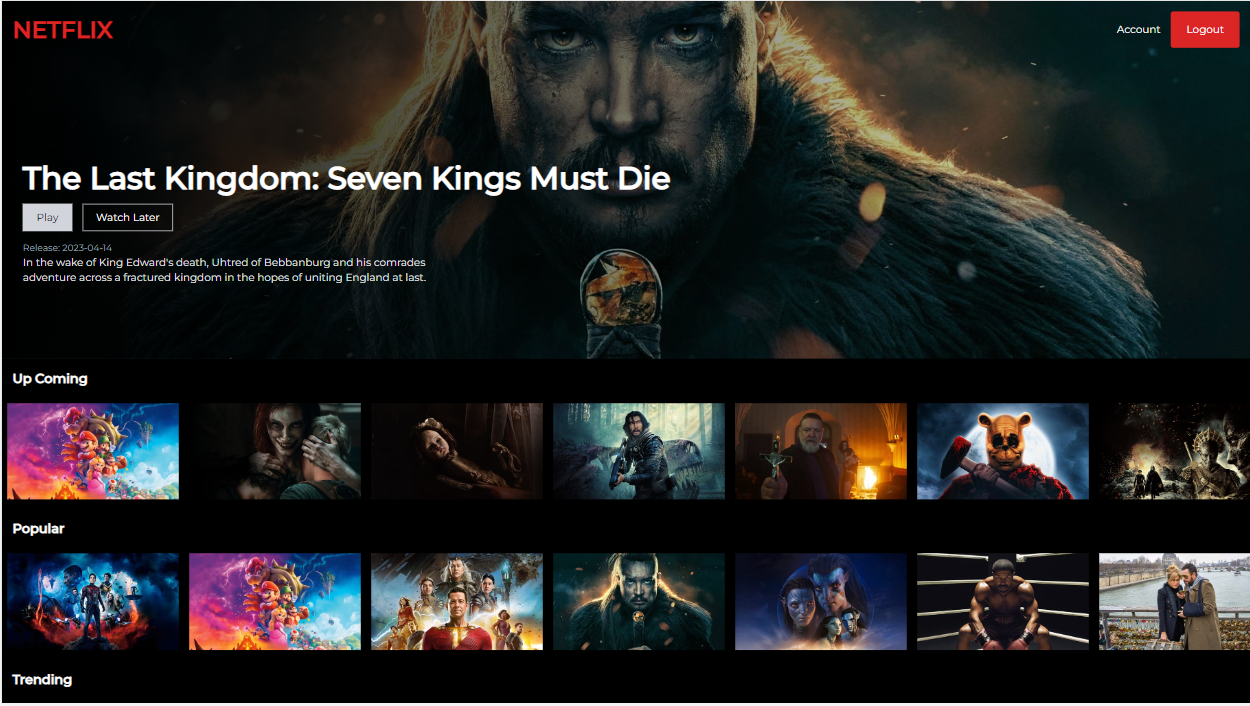 NETFLIX
Account
Logout
The Last Kingdom: Seven Kings Must Die
Play
Watch Later
Release: 2023-04-14
In the wake of King Edward's death, Uhtred of Bebbanburg and his comrades
adventure across a fractured kingdom in the hopes of uniting England at last.
Up Coming
Popular
Trending